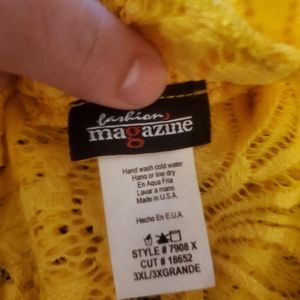 fashion
magazine
Hand wash cold water
Hang or line dry
En Aqua Fria
Lavar a mano
Made in U.S.A.
Hecho En E.U.A.
STYLE # 7908 X
CUT # 18652
3XL/3XGRANDE